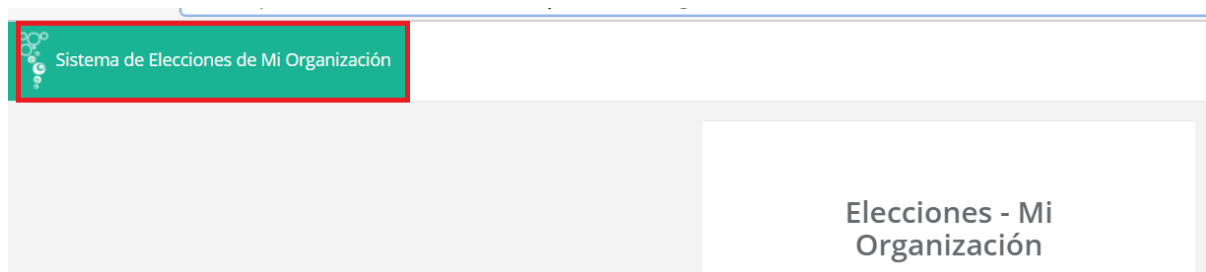 Sistema de Elecciones de Mi Organización
Elecciones - Mi
Organización